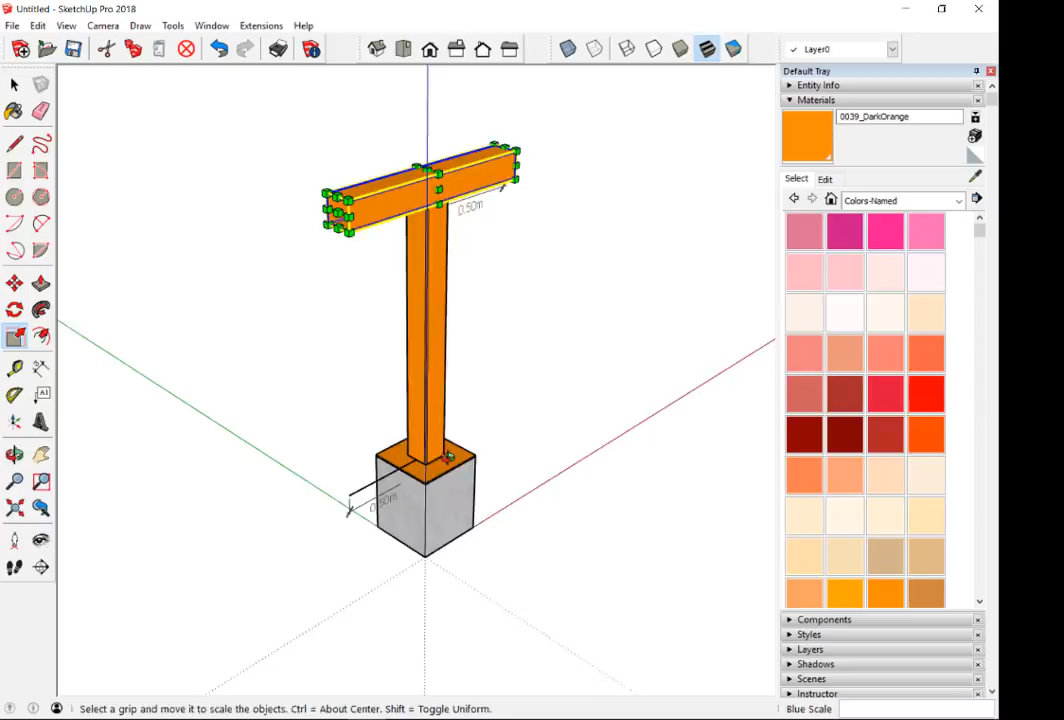 Untitled - SketchUp Pro 2018
File Edit View Camera Draw Tools Window Extensions Help
Layer0
Default Tray
Entity Info
Materials
0039_DarkOrange
Select Edit
Colors-Named
0.50m
0.50m
A1
Components
Styles
Layers
Shadows
Scenes
Instructor
Select a grip and move it to scale the objects. Ctrl = About Center. Shift = Toggle Uniform.
Blue Scale